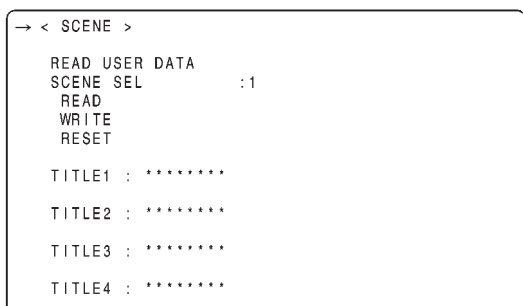 → < SCENE >
READ USER DATA
SCENE SEL :1
READ
WRITE
RESET
TITLE1 : ********
TITLE2 : ********
TITLE3 : ********
TITLE4 : ********